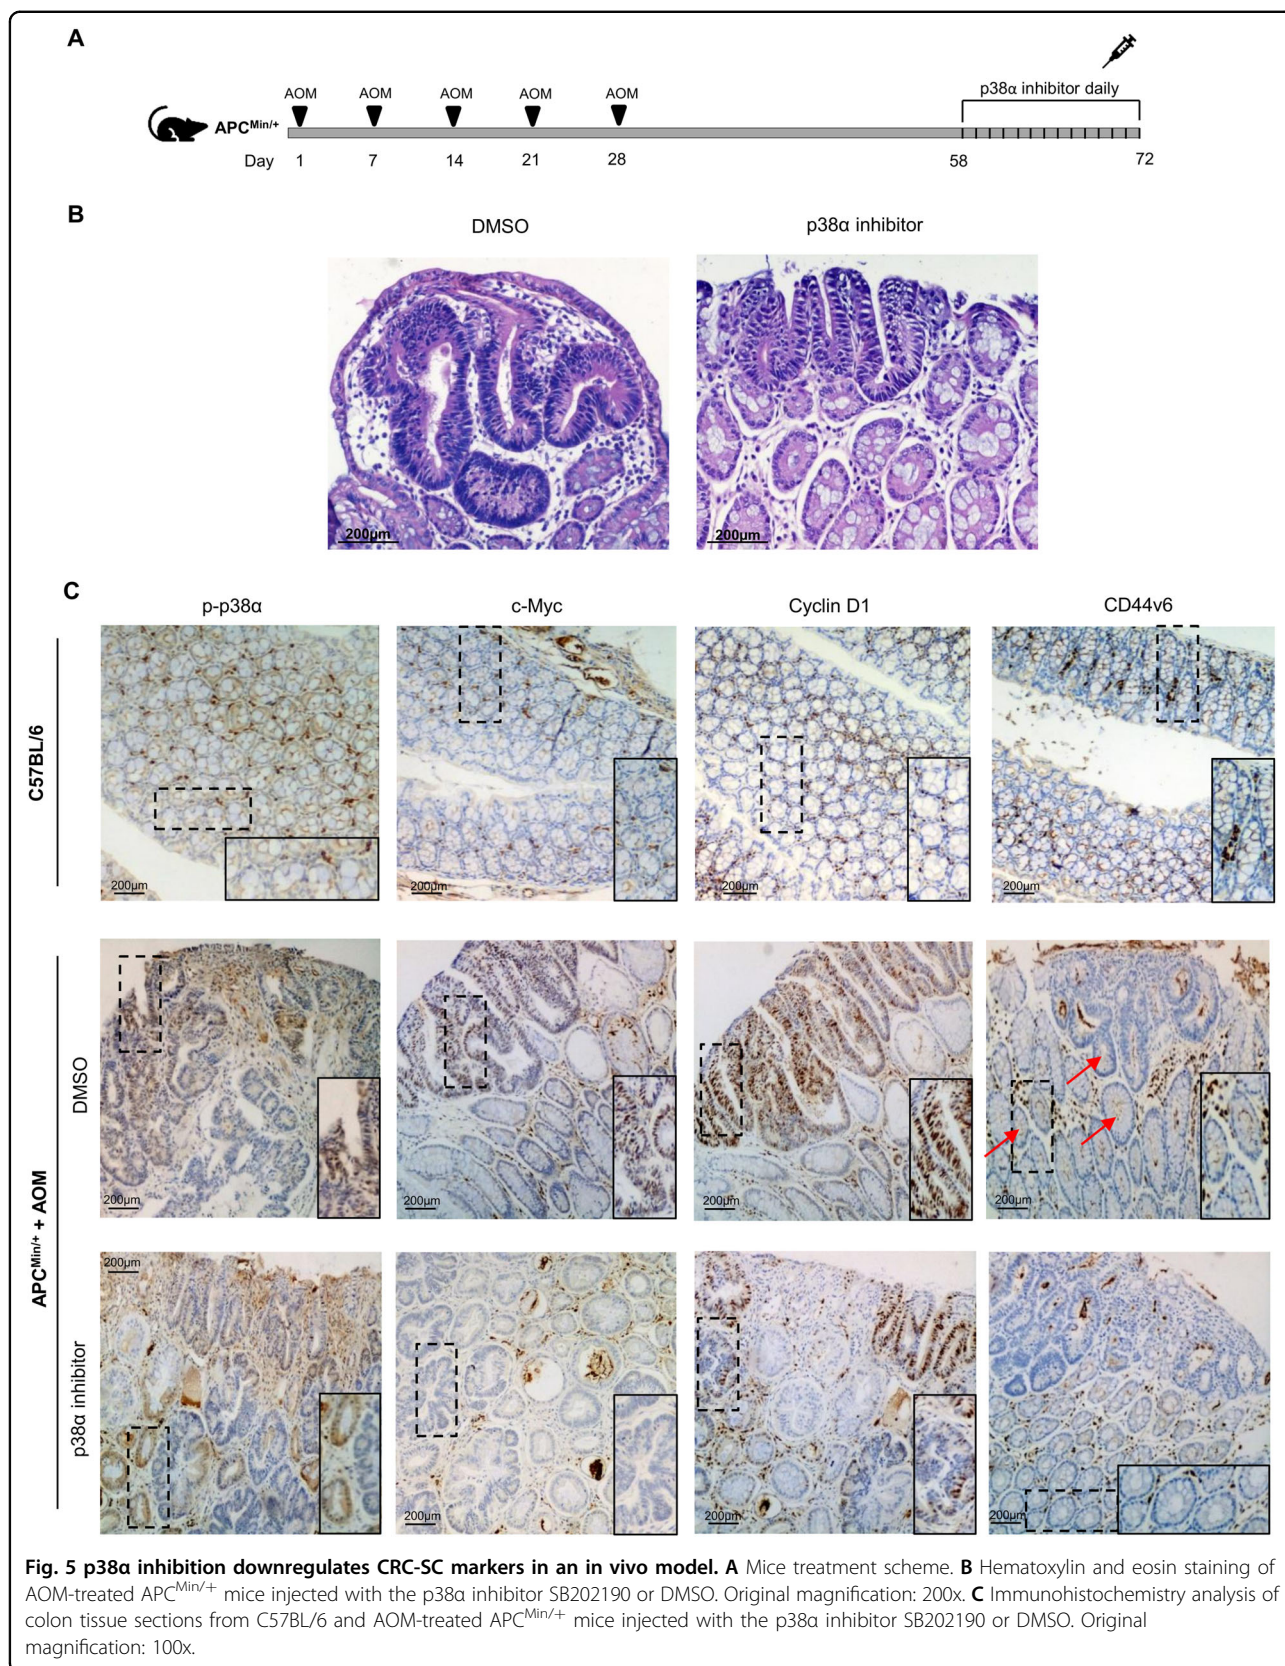 A
AOM AOM AOM AOM AOM
p38α inhibitor daily
APCMin/+
Day 1 7 14 21 28 58 72
B
DMSO p38α inhibitor
200µm 200µm
C
p-p38α c-Myc Cyclin D1 CD44v6
C57BL/6
200µm 200µm 200µm 200µm
APCMin/+ + AOM
DMSO
200µm 200µm 200µm 200µm
p38α inhibitor
200µm
200µm 200µm 200µm
Fig. 5 p38α inhibition downregulates CRC-SC markers in an in vivo model. A Mice treatment scheme. B Hematoxylin and eosin staining of
AOM-treated APCMin/+ mice injected with the p38α inhibitor SB202190 or DMSO. Original magnification: 200x. C Immunohistochemistry analysis of
colon tissue sections from C57BL/6 and AOM-treated APCMin/+ mice injected with the p38α inhibitor SB202190 or DMSO. Original
magnification: 100x.